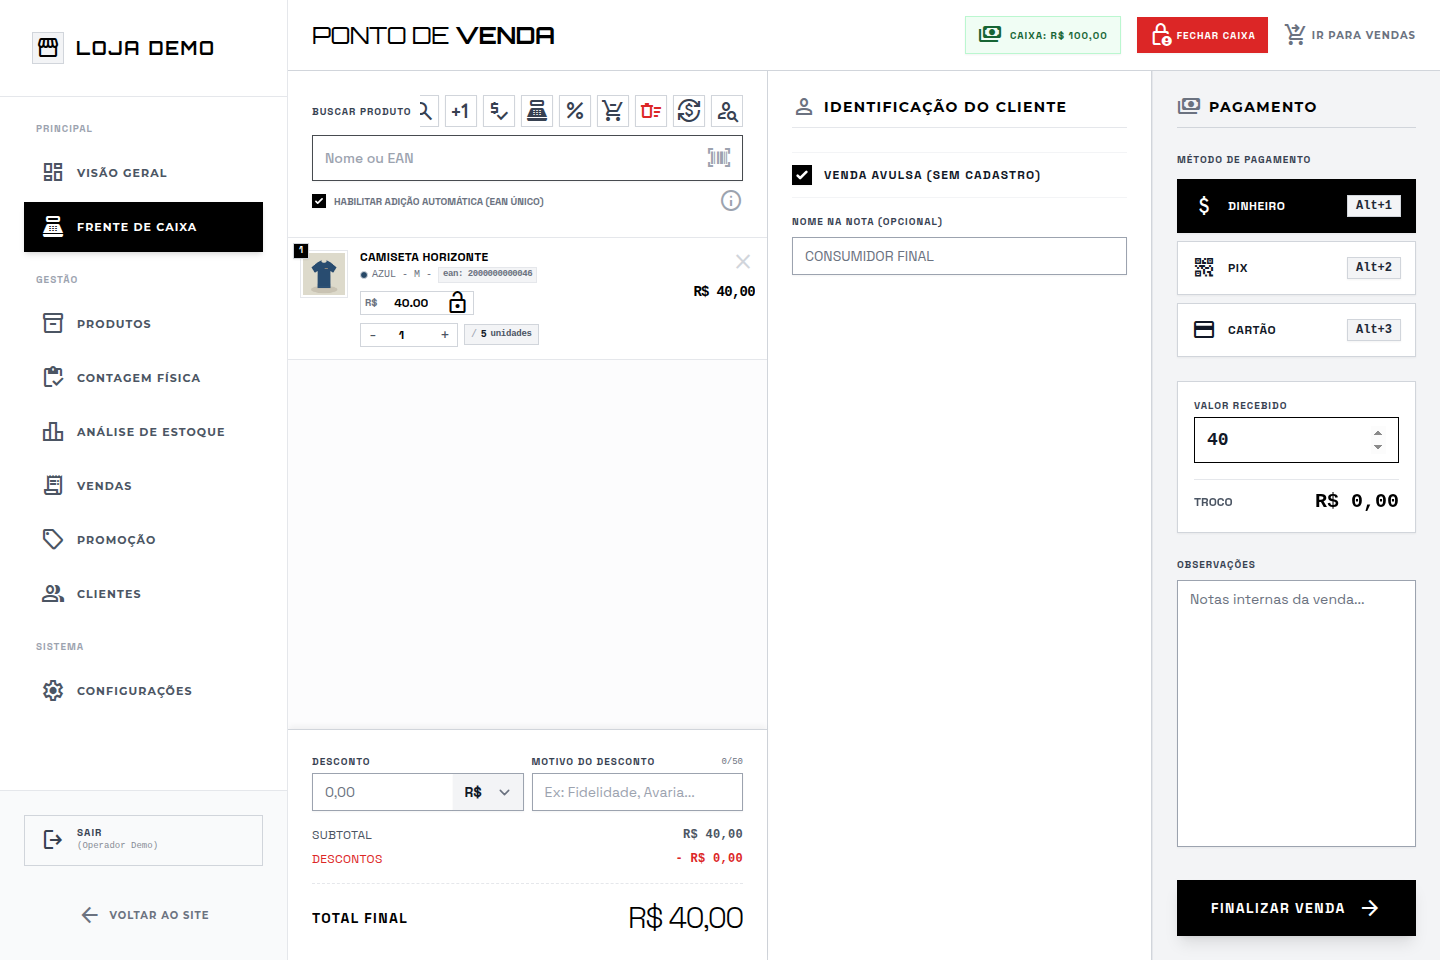 LOJA DEMO
PRINCIPAL
VISÃO GERAL
FRENTE DE CAIXA
GESTÃO
PRODUTOS
CONTAGEM FÍSICA
ANÁLISE DE ESTOQUE
VENDAS
PROMOÇÃO
CLIENTES
SISTEMA
CONFIGURAÇÕES
SAIR
(Operador Demo)
VOLTAR AO SITE
PONTO DE VENDA
CAIXA: R$ 100,00
FECHAR CAIXA
IR PARA VENDAS
BUSCAR PRODUTO
+1
Nome ou EAN
HABILITAR ADIÇÃO AUTOMÁTICA (EAN ÚNICO)
1
CAMISETA HORIZONTE
AZUL - M - ean: 2000000000046
R$ 40.00
R$ 40,00
- 1 +
/ 5 unidades
DESCONTO
0,00
R$
MOTIVO DO DESCONTO
0/50
Ex: Fidelidade, Avaria...
SUBTOTAL
R$ 40,00
DESCONTOS
- R$ 0,00
TOTAL FINAL
R$ 40,00
IDENTIFICAÇÃO DO CLIENTE
VENDA AVULSA (SEM CADASTRO)
NOME NA NOTA (OPCIONAL)
CONSUMIDOR FINAL
PAGAMENTO
MÉTODO DE PAGAMENTO
DINHEIRO
Alt+1
PIX
Alt+2
CARTÃO
Alt+3
VALOR RECEBIDO
40
TROCO
R$ 0,00
OBSERVAÇÕES
Notas internas da venda...
FINALIZAR VENDA